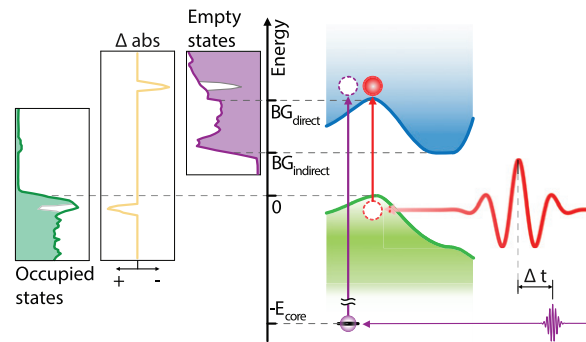 Empty
states
Δ abs
Energy
BG_direct
BG_indirect
0
Occupied
states
+ -
-E_core
Δ t